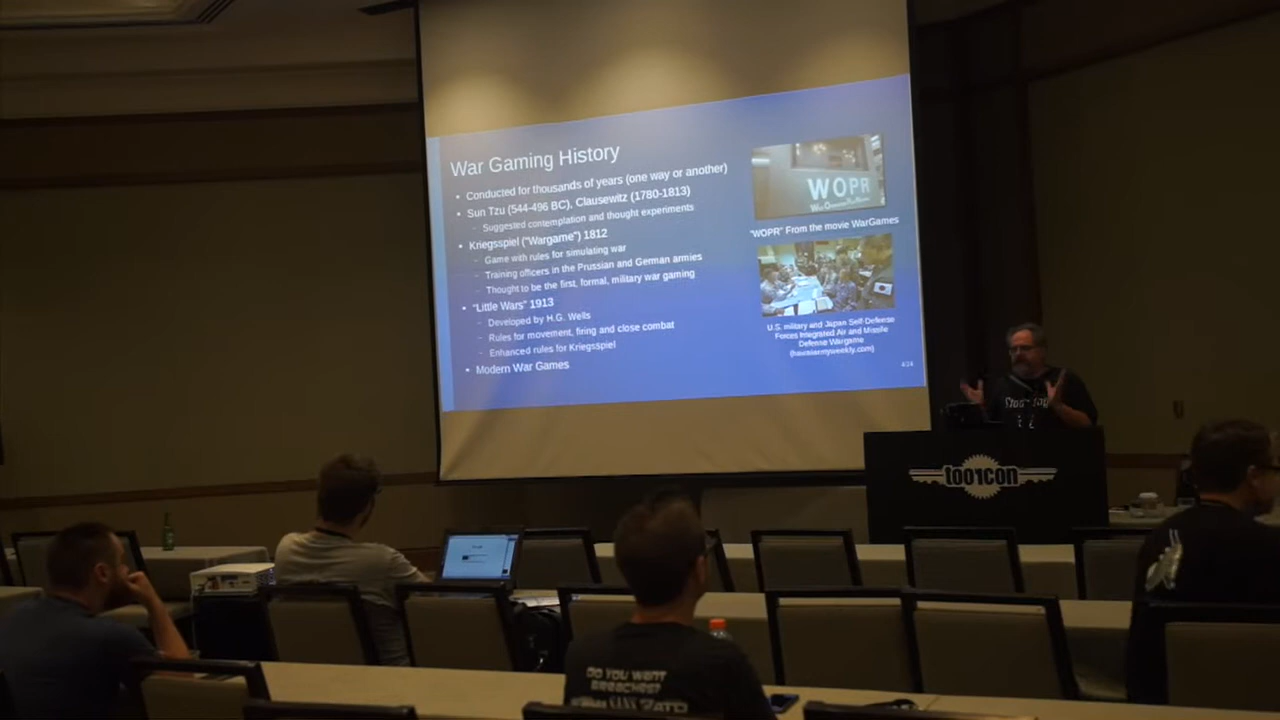 War Gaming History
• Conducted for thousands of years (one way or another)
• Sun Tzu (544-496 BC), Clausewitz (1780-1813)
– Suggested contemplation and thought experiments
• Kriegsspiel ("Wargame") 1812
– Game with rules for simulating war
– Training officers in the Prussian and German armies
– Thought to be the first, formal, military war gaming
• "Little Wars" 1913
– Developed by H.G. Wells
– Rules for movement, firing and close combat
– Enhanced rules for Kriegsspiel
• Modern War Games
WOPR
"WOPR" From the movie WarGames
U.S. military and Japan Self-Defense
Forces Integrated Air and Missile
Defense Wargame
(hawaiiarmyweekly.com)
4/24
too1con
DO YOU WANT
BREACHES?